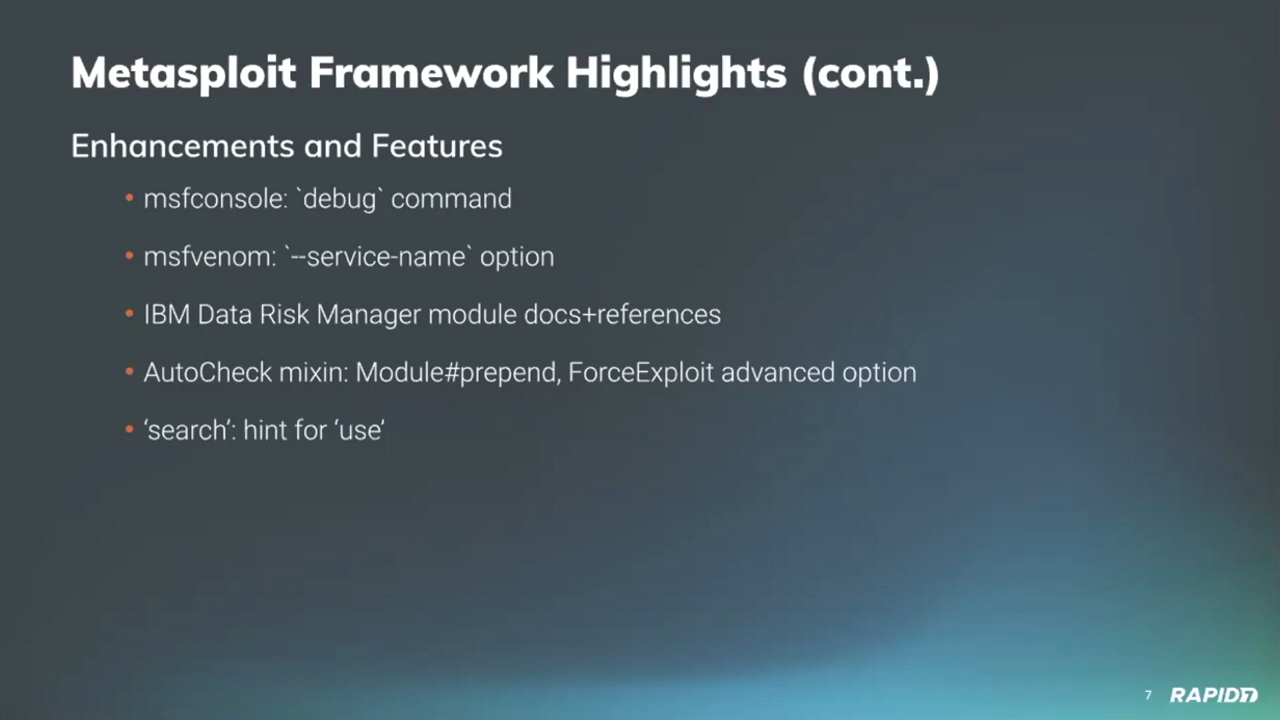 Metasploit Framework Highlights (cont.)
Enhancements and Features
• msfconsole: `debug` command
• msfvenom: `--service-name` option
• IBM Data Risk Manager module docs+references
• AutoCheck mixin: Module#prepend, ForceExploit advanced option
• ‘search’: hint for ‘use’
7 RAPID7